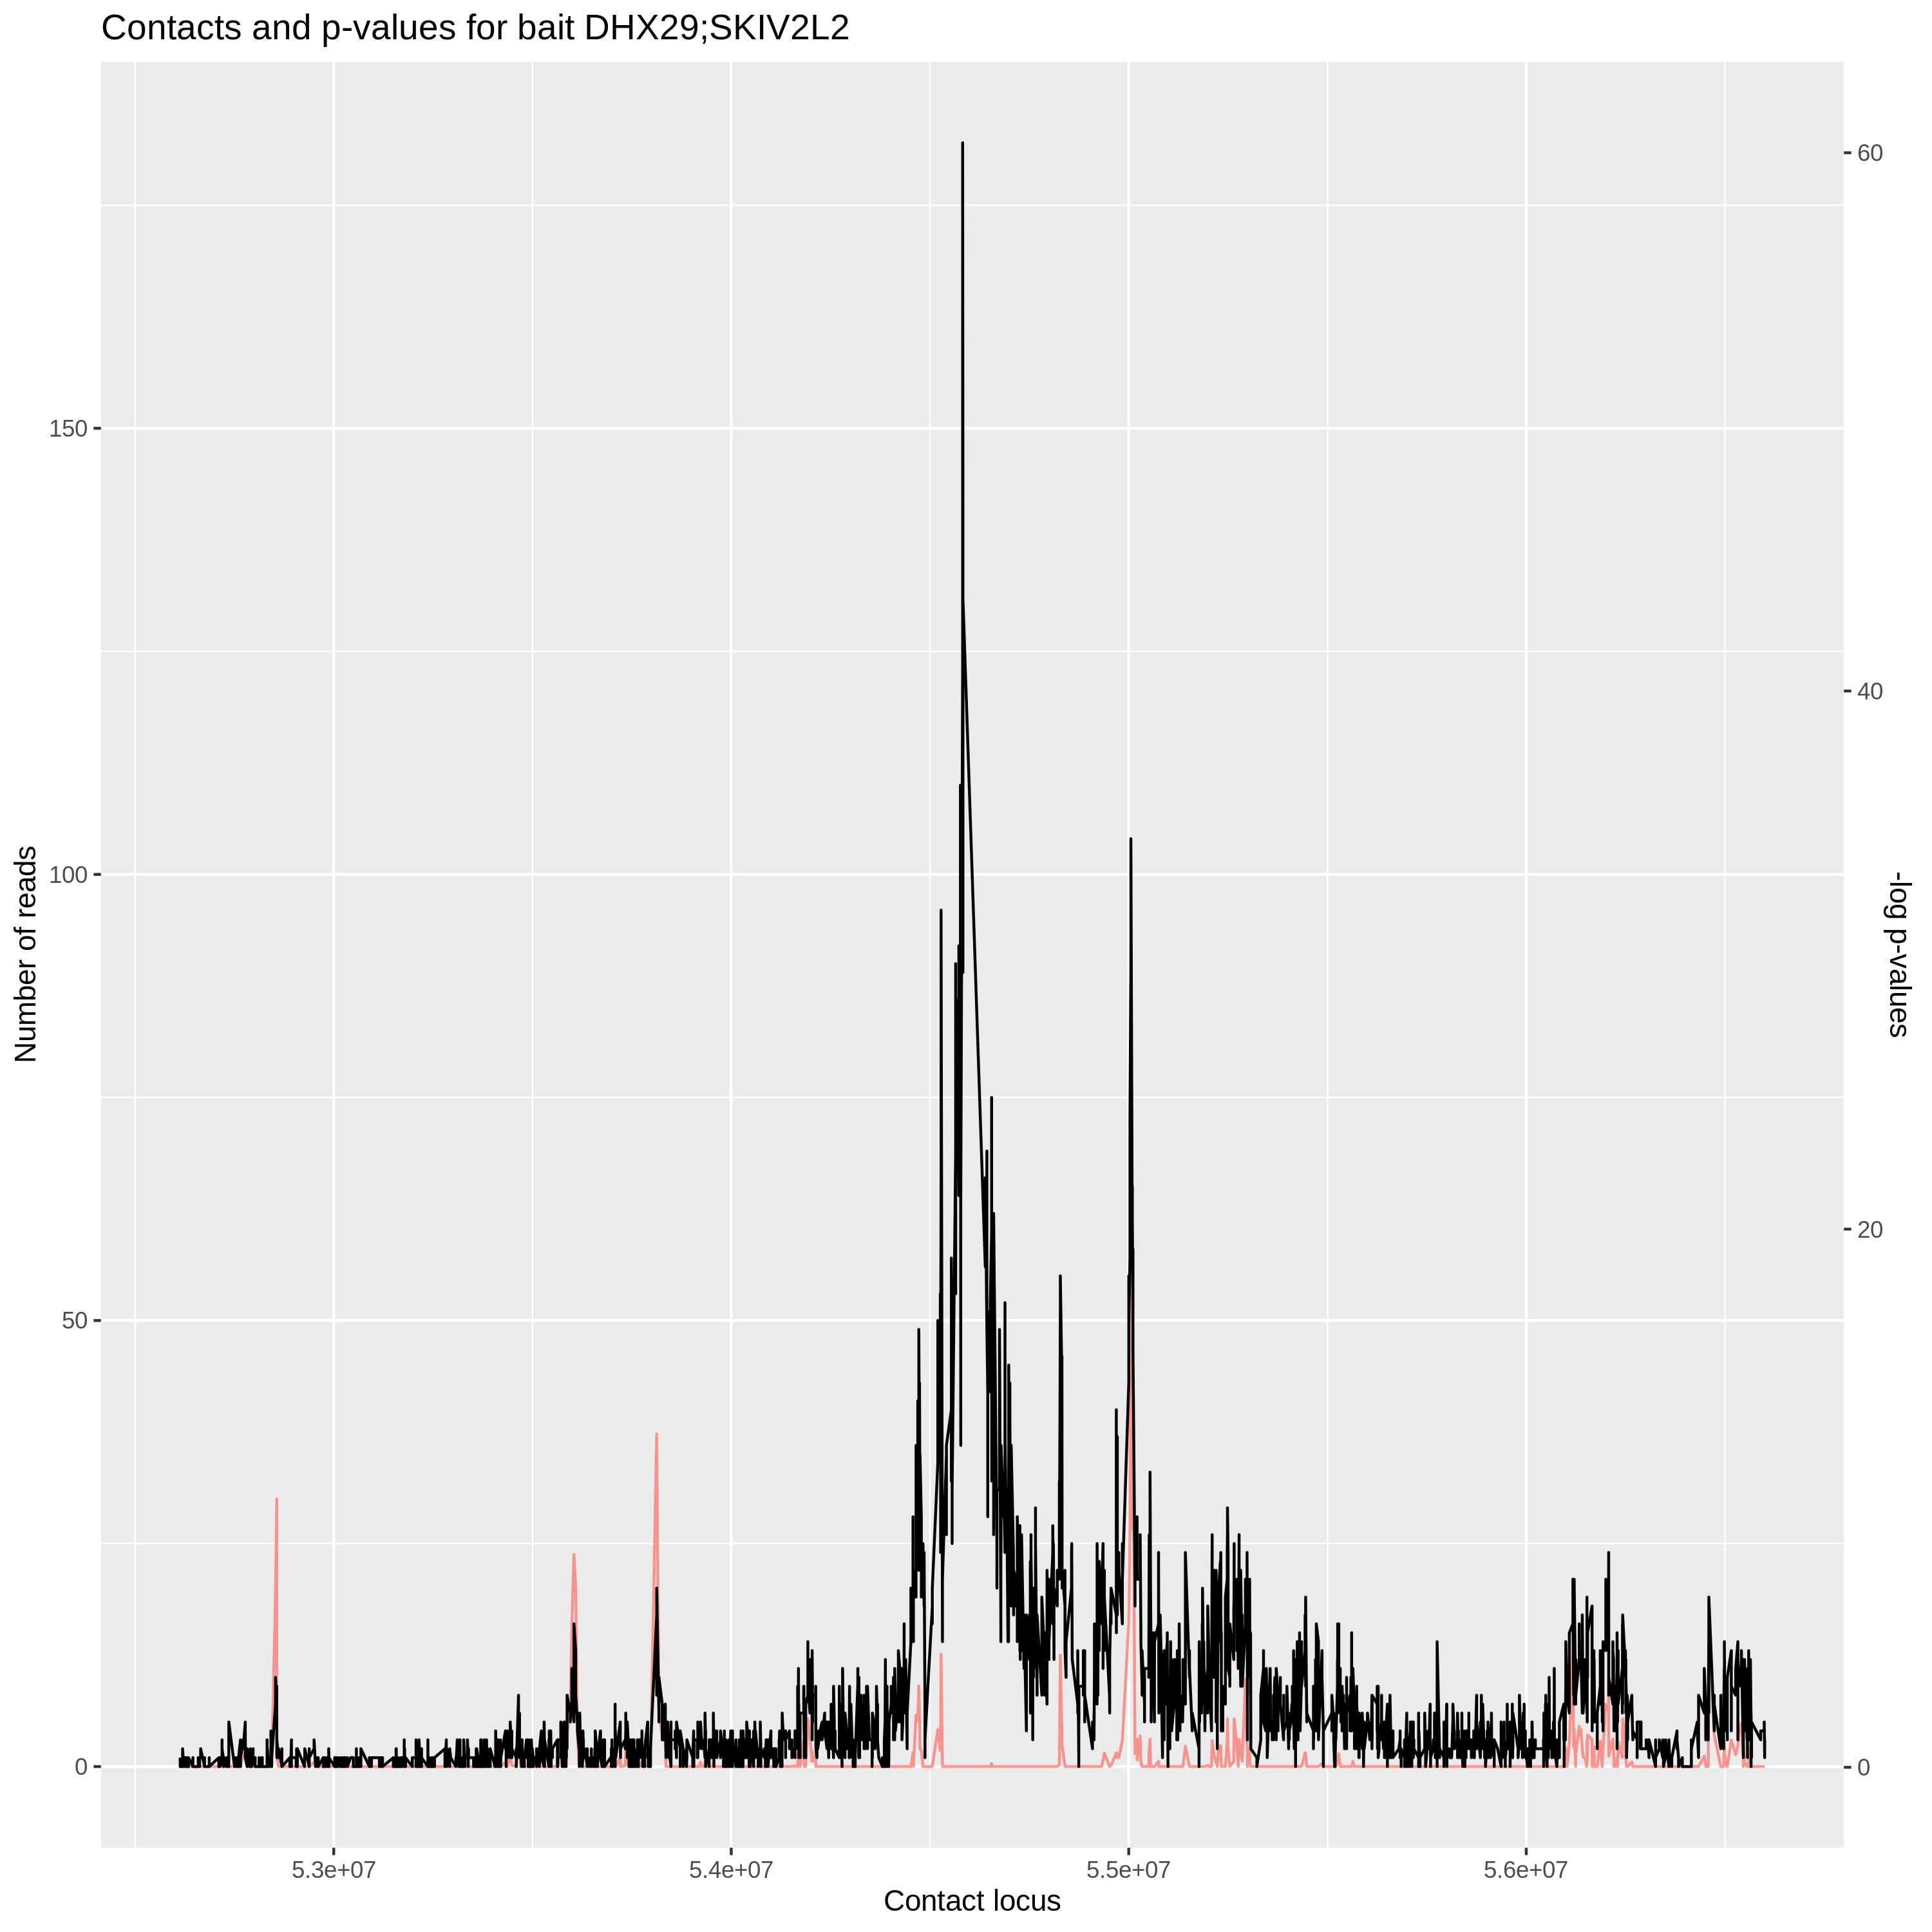 Contacts and p-values for bait DHX29;SKIV2L2
Number of reads
150
100
50
0
60
40
20
0
-log p-values
5.3e+07
5.4e+07
5.5e+07
5.6e+07
Contact locus